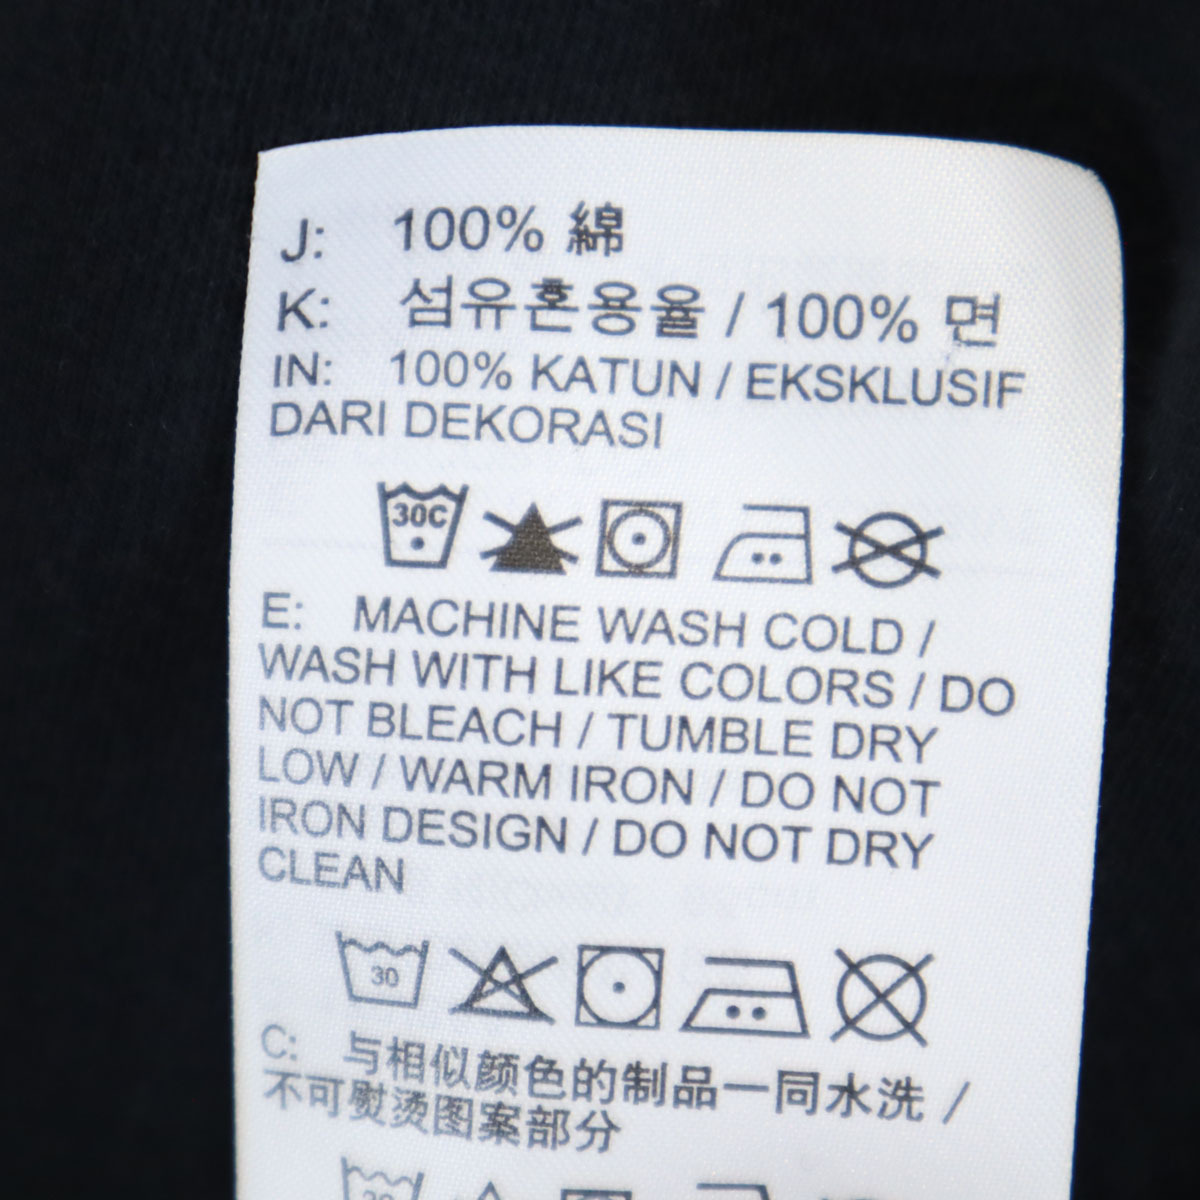 J: 100% 綿
K: 섬유혼용율 / 100% 면
IN: 100% KATUN / EKSKLUSIF
DARI DEKORASI
30C
E: MACHINE WASH COLD /
WASH WITH LIKE COLORS / DO
NOT BLEACH / TUMBLE DRY
LOW / WARM IRON / DO NOT
IRON DESIGN / DO NOT DRY
CLEAN
30
C: 与相似颜色的制品一同水洗 /
不可熨烫图案部分